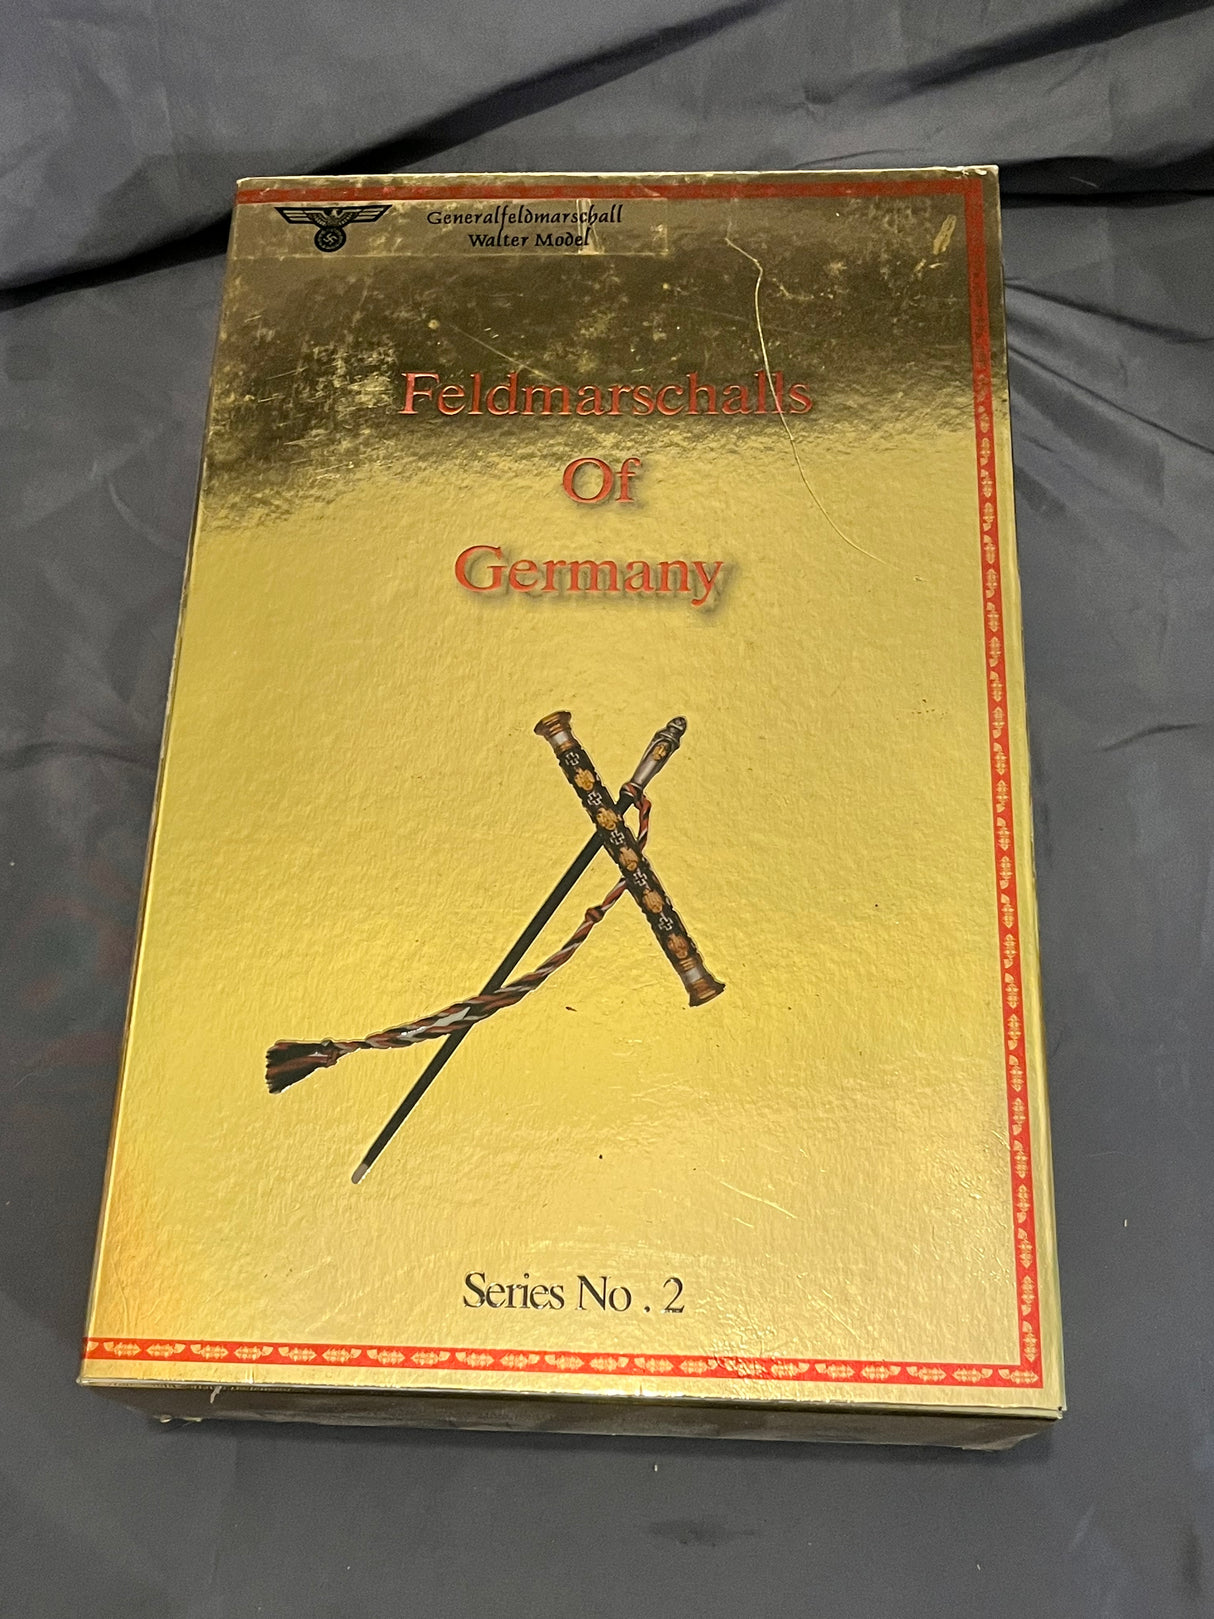 Generalfeldmarschall
Walter Model
Feldmarschalls
Of
Germany
Series No . 2